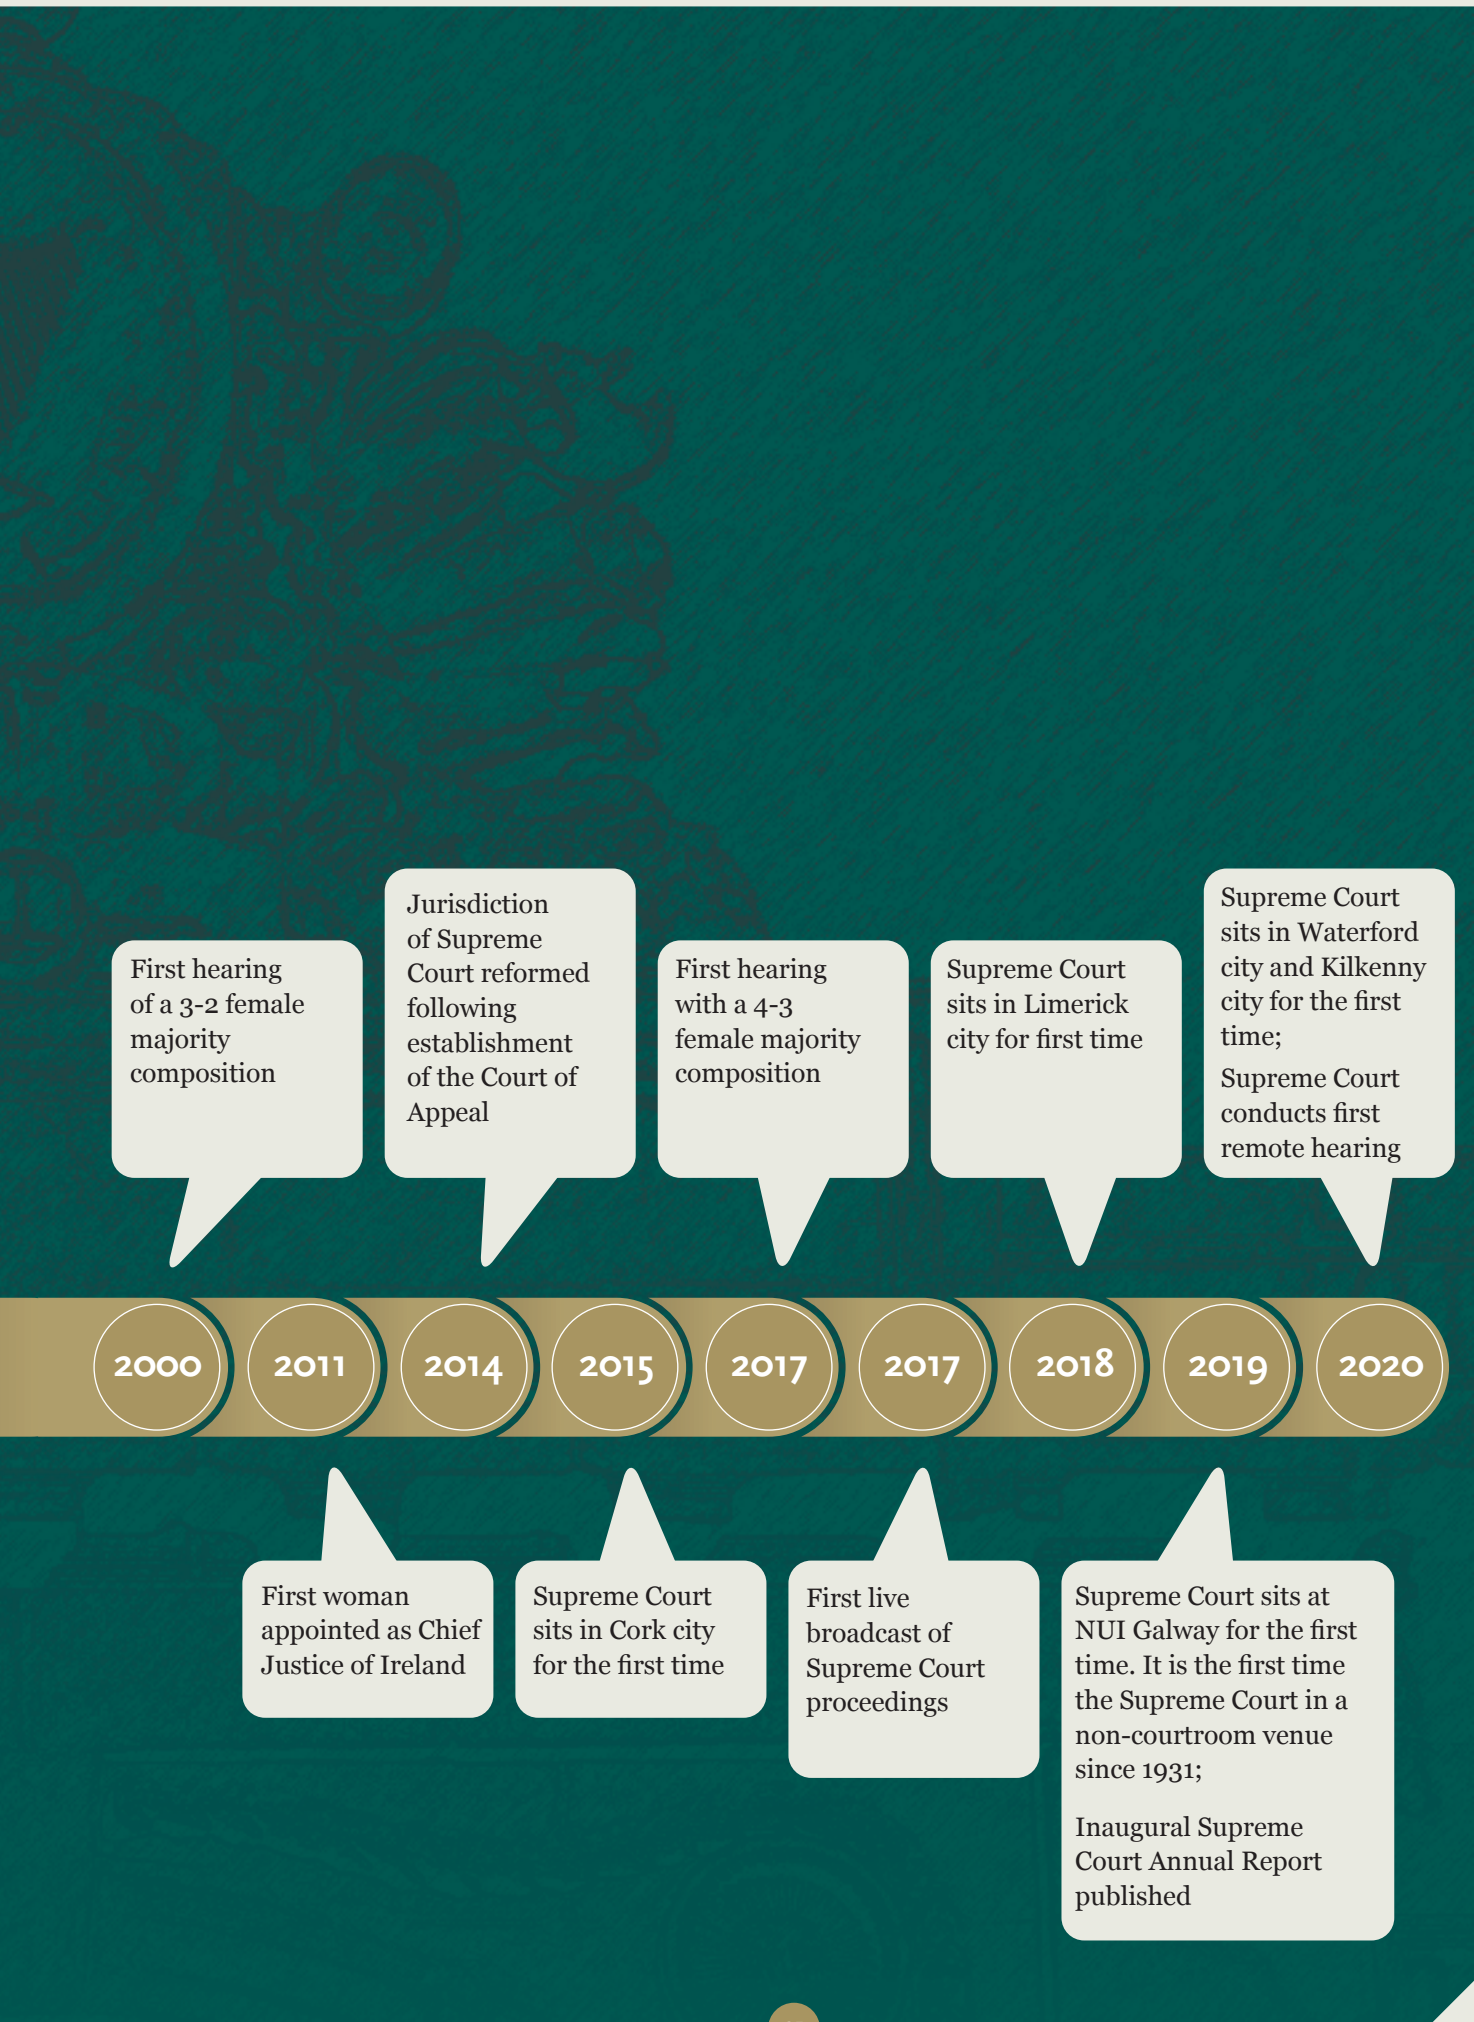 First hearing
of a 3-2 female
majority
composition
Jurisdiction
of Supreme
Court reformed
following
establishment
of the Court of
Appeal
First hearing
with a 4-3
female majority
composition
Supreme Court
sits in Limerick
city for first time
Supreme Court
sits in Waterford
city and Kilkenny
city for the first
time;
Supreme Court
conducts first
remote hearing
2000
2011
2014
2015
2017
2017
2018
2019
2020
First woman
appointed as Chief
Justice of Ireland
Supreme Court
sits in Cork city
for the first time
First live
broadcast of
Supreme Court
proceedings
Supreme Court sits at
NUI Galway for the first
time. It is the first time
the Supreme Court in a
non-courtroom venue
since 1931;
Inaugural Supreme
Court Annual Report
published